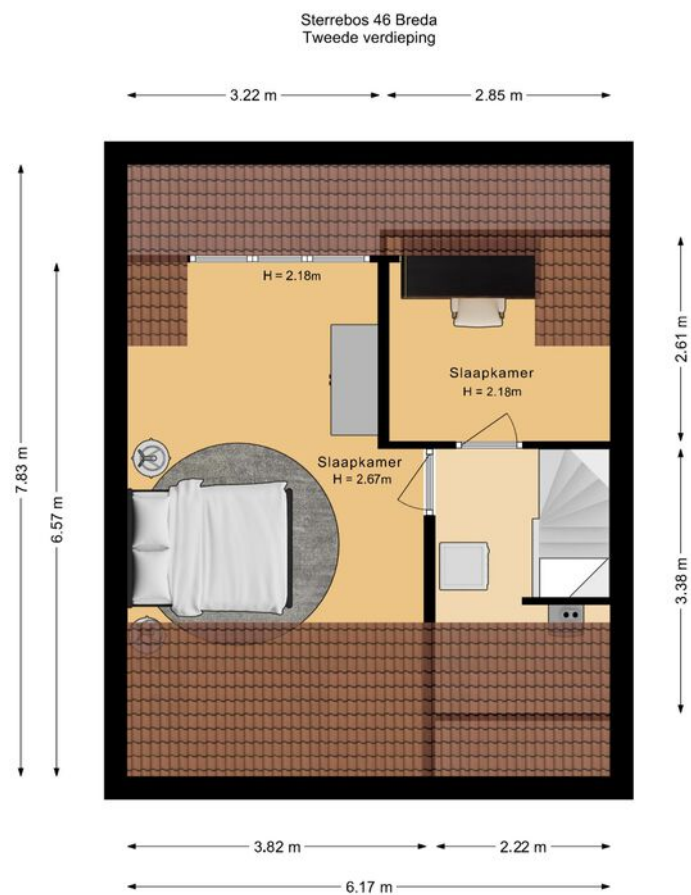 Sterrebos 46 Breda
Tweede verdieping
3.22 m
2.85 m
H = 2.18m
Slaapkamer
H = 2.18m
2.61 m
Slaapkamer
H = 2.67m
7.83 m
6.57 m
3.38 m
3.82 m
2.22 m
6.17 m